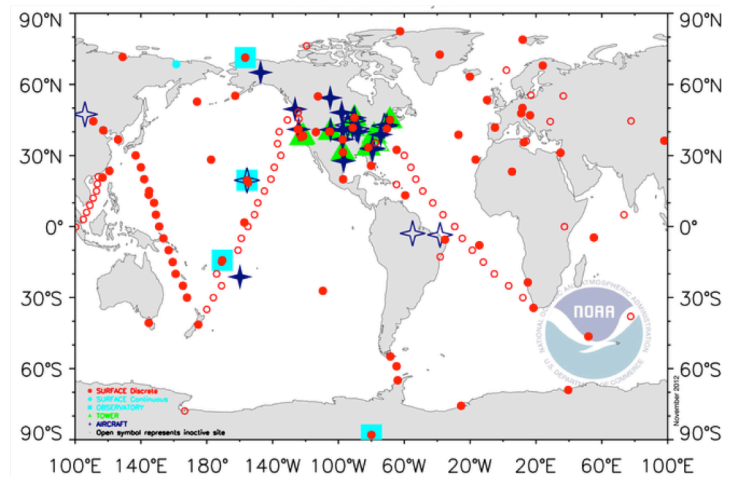 90°N 90°N
60°N 60°N
30°N 30°N
0° 0°
30°S 30°S
60°S 60°S
90°S 90°S
NATIONAL OCEANIC AND ATMOSPHERIC ADMINISTRATION
NOAA
U.S. DEPARTMENT OF COMMERCE
SURFACE Discrete
SURFACE Continuous
OBSERVATORY
TOWER
AIRCRAFT
Open symbol represents inactive site
November 2012
100°E 140°E 180° 140°W 100°W 60°W 20°W 20°E 60°E 100°E